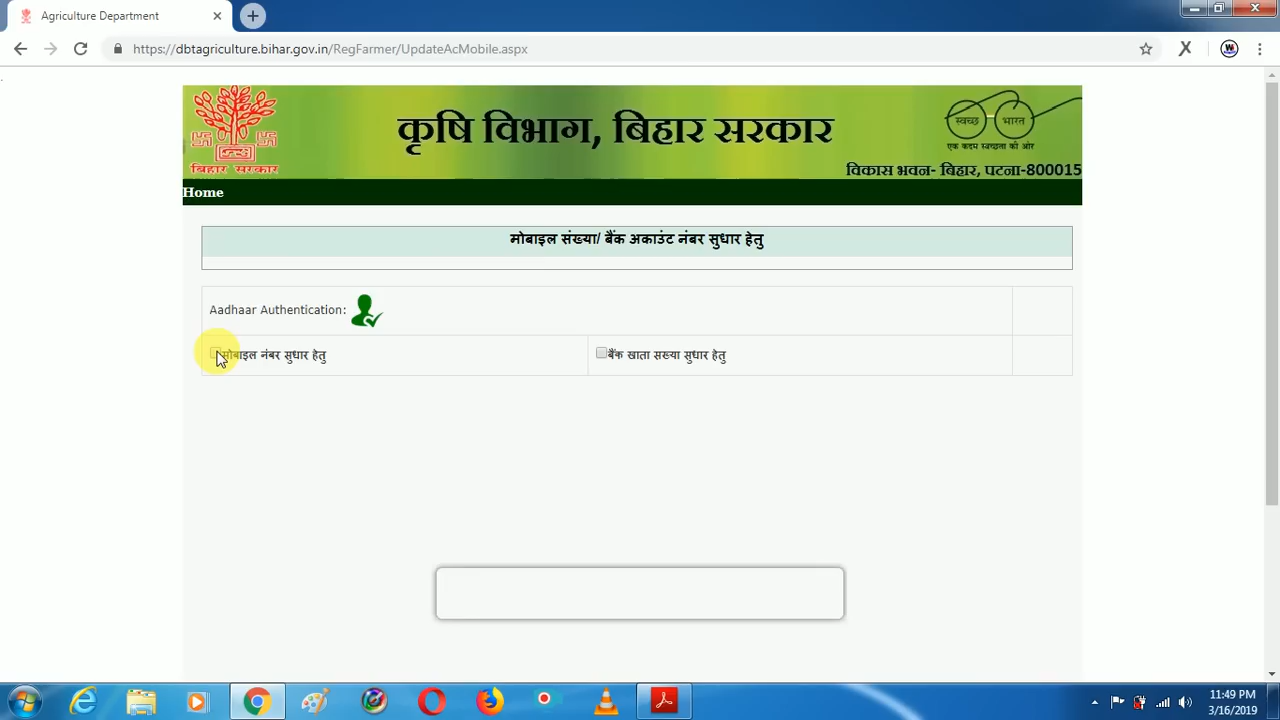 Agriculture Department
https://dbtagriculture.bihar.gov.in/RegFarmer/UpdateAcMobile.aspx
कृषि विभाग, बिहार सरकार
बिहार सरकार
स्वच्छ भारत
एक कदम स्वच्छता की ओर
विकास भवन- बिहार, पटना-800015
Home
मोबाइल संख्या/ बैंक अकाउंट नंबर सुधार हेतु
Aadhaar Authentication:
मोबाइल नंबर सुधार हेतु
बैंक खाता सख्या सुधार हेतु
11:49 PM
3/16/2019